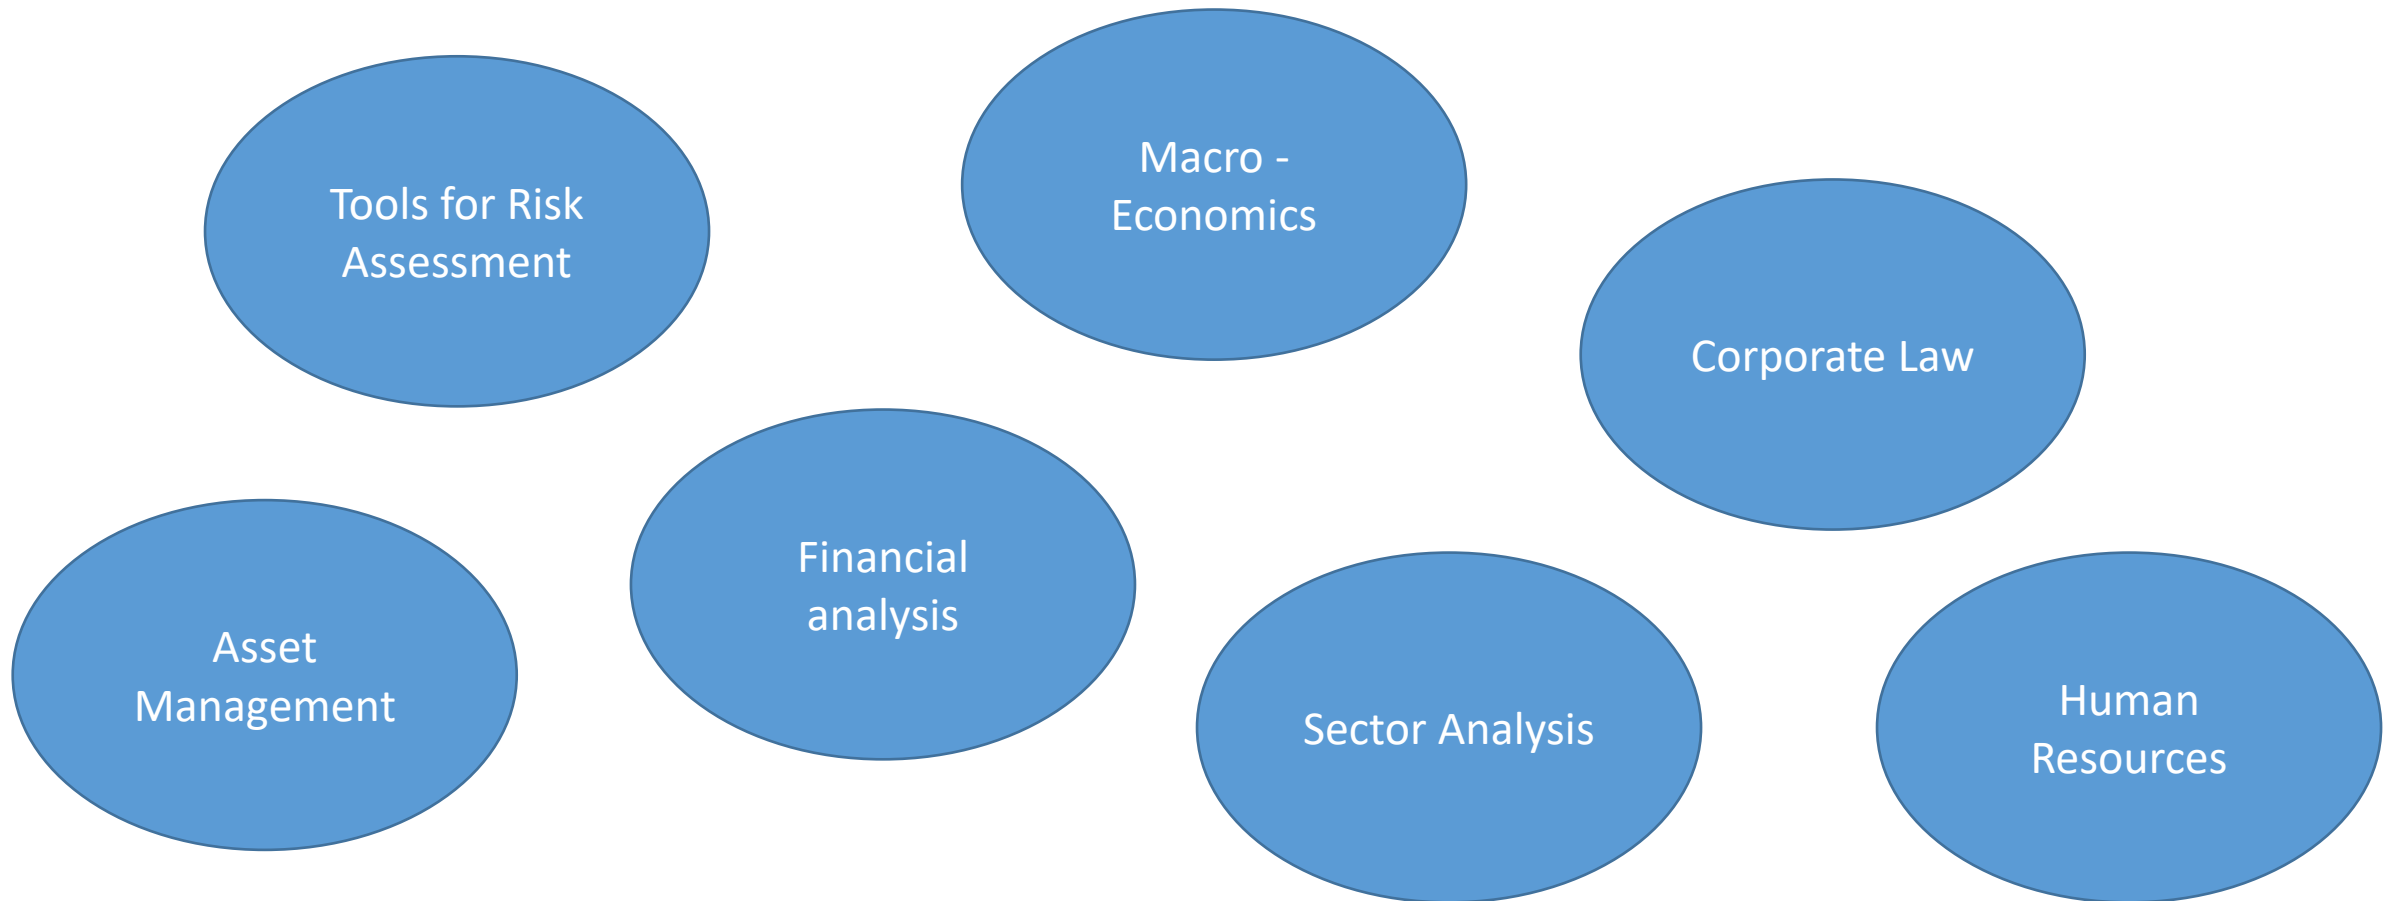 Tools for Risk
Assessment
Macro -
Economics
Corporate Law
Financial
analysis
Asset
Management
Sector Analysis
Human
Resources